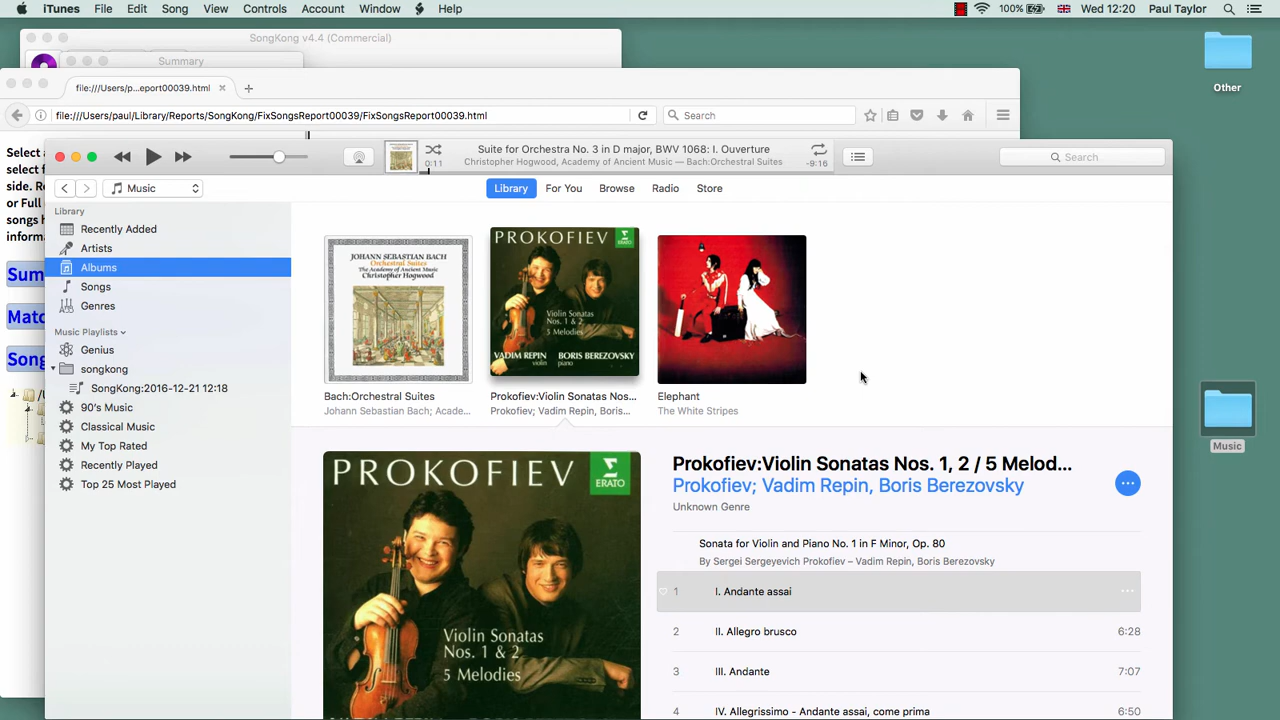 iTunes File Edit Song View Controls Account Window Help 100% Wed 12:20 Paul Taylor
SongKong v4.4 (Commercial)
Summary
file:///Users/p...eport00039.html
file:///Users/paul/Library/Reports/SongKong/FixSongsReport00039/FixSongsReport00039.html
Search
Other
Music
Select
select f
side. R
or Full
songs h
informa
Sum
Matc
Song
0:11
Suite for Orchestra No. 3 in D major, BWV 1068: I. Ouverture
Christopher Hogwood, Academy of Ancient Music — Bach:Orchestral Suites
-9:16
Search
Music
Library For You Browse Radio Store
Library
Recently Added
Artists
Albums
Songs
Genres
Music Playlists
Genius
songkong
SongKong:2016-12-21 12:18
90's Music
Classical Music
My Top Rated
Recently Played
Top 25 Most Played
JOHANN SEBASTIAN BACH
Orchestral Suites
The Academy of Ancient Music
Christopher Hogwood
Bach:Orchestral Suites
Johann Sebastian Bach; Acade...
PROKOFIEV
ERATO
Violin Sonatas
Nos. 1 & 2
5 Melodies
VADIM REPIN
violin
BORIS BEREZOVSKY
piano
Prokofiev:Violin Sonatas Nos...
Prokofiev; Vadim Repin, Boris...
Elephant
The White Stripes
PROKOFIEV
ERATO
Violin Sonatas
Nos. 1 & 2
5 Melodies
Prokofiev:Violin Sonatas Nos. 1, 2 / 5 Melod...
Prokofiev; Vadim Repin, Boris Berezovsky
Unknown Genre
Sonata for Violin and Piano No. 1 in F Minor, Op. 80
By Sergei Sergeyevich Prokofiev – Vadim Repin, Boris Berezovsky
1 I. Andante assai
2 II. Allegro brusco 6:28
3 III. Andante 7:07
4 IV. Allegrissimo - Andante assai, come prima 6:50